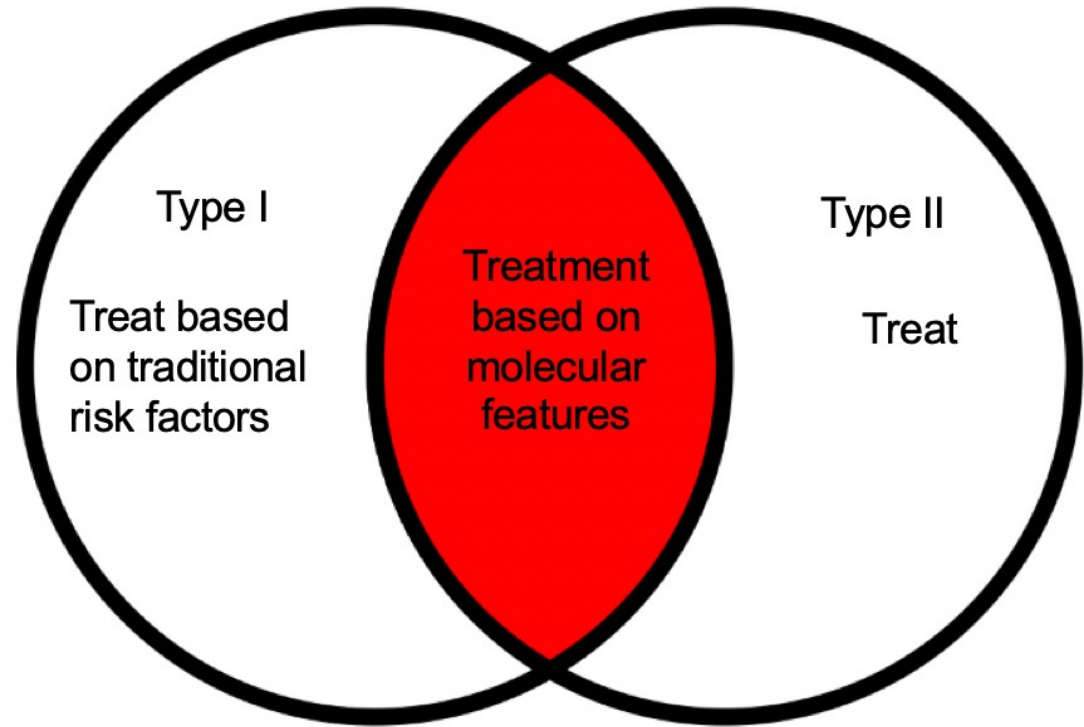 Type I
Treat based
on traditional
risk factors
Treatment
based on
molecular
features
Type II
Treat